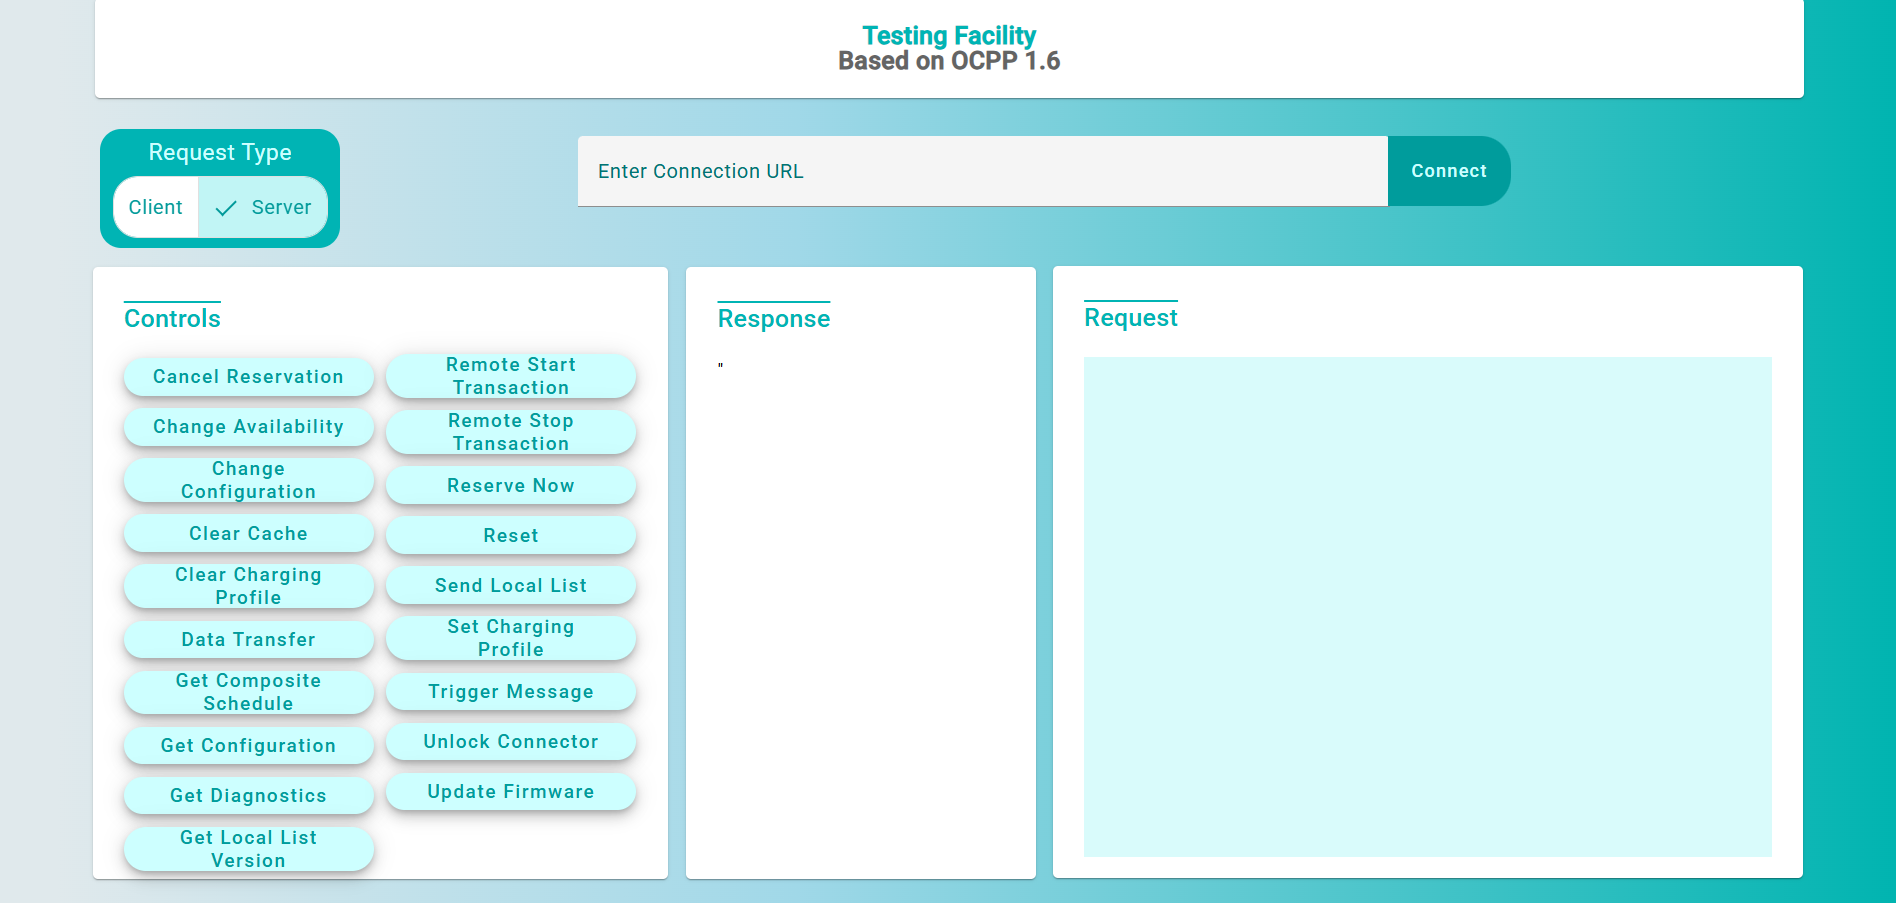 Testing Facility
Based on OCPP 1.6
Request Type
Client
Server
Enter Connection URL
Connect
Controls
Cancel Reservation
Change Availability
Change
Configuration
Clear Cache
Clear Charging
Profile
Data Transfer
Get Composite
Schedule
Get Configuration
Get Diagnostics
Get Local List
Version
Remote Start
Transaction
Remote Stop
Transaction
Reserve Now
Reset
Send Local List
Set Charging
Profile
Trigger Message
Unlock Connector
Update Firmware
Response
"
Request